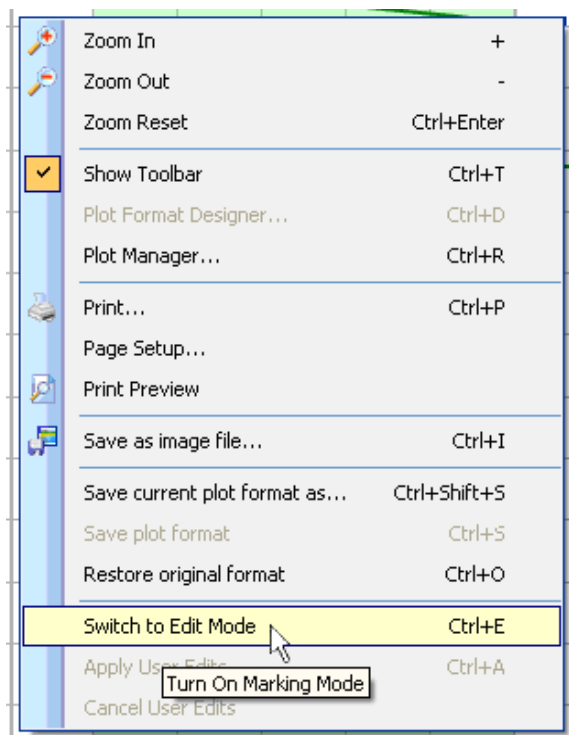 Zoom In +
Zoom Out -
Zoom Reset Ctrl+Enter
Show Toolbar Ctrl+T
Plot Format Designer... Ctrl+D
Plot Manager... Ctrl+R
Print... Ctrl+P
Page Setup...
Print Preview
Save as image file... Ctrl+I
Save current plot format as... Ctrl+Shift+S
Save plot format Ctrl+S
Restore original format Ctrl+O
Switch to Edit Mode Ctrl+E
Apply User Edits Ctrl+A
Turn On Marking Mode
Cancel User Edits